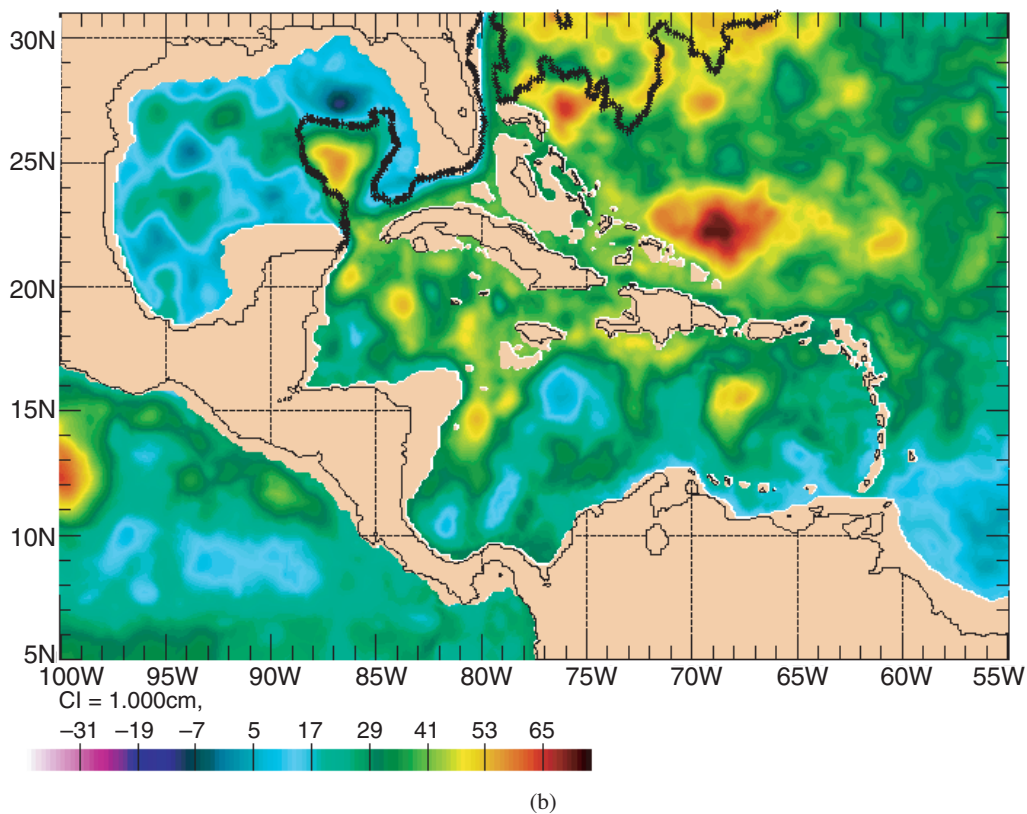 30N
25N
20N
15N
10N
5N
100W 95W 90W 85W 80W 75W 70W 65W 60W 55W
CI = 1.000cm,
–31 –19 –7 5 17 29 41 53 65
(b)